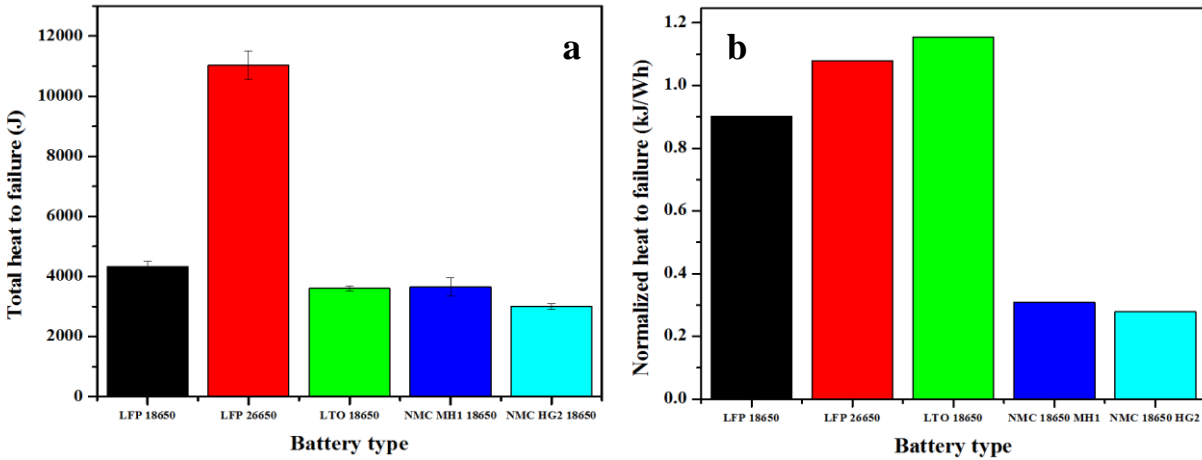 a
Total heat to failure (J)
12000
10000
8000
6000
4000
2000
0
LFP 18650 LFP 26650 LTO 18650 NMC MH1 18650 NMC HG2 18650
Battery type
b
Normalized heat to failure (kJ/Wh)
1.2
1.0
0.8
0.6
0.4
0.2
0.0
LFP 18650 LFP 26650 LTO 18650 NMC 18650 MH1 NMC 18650 HG2
Battery type